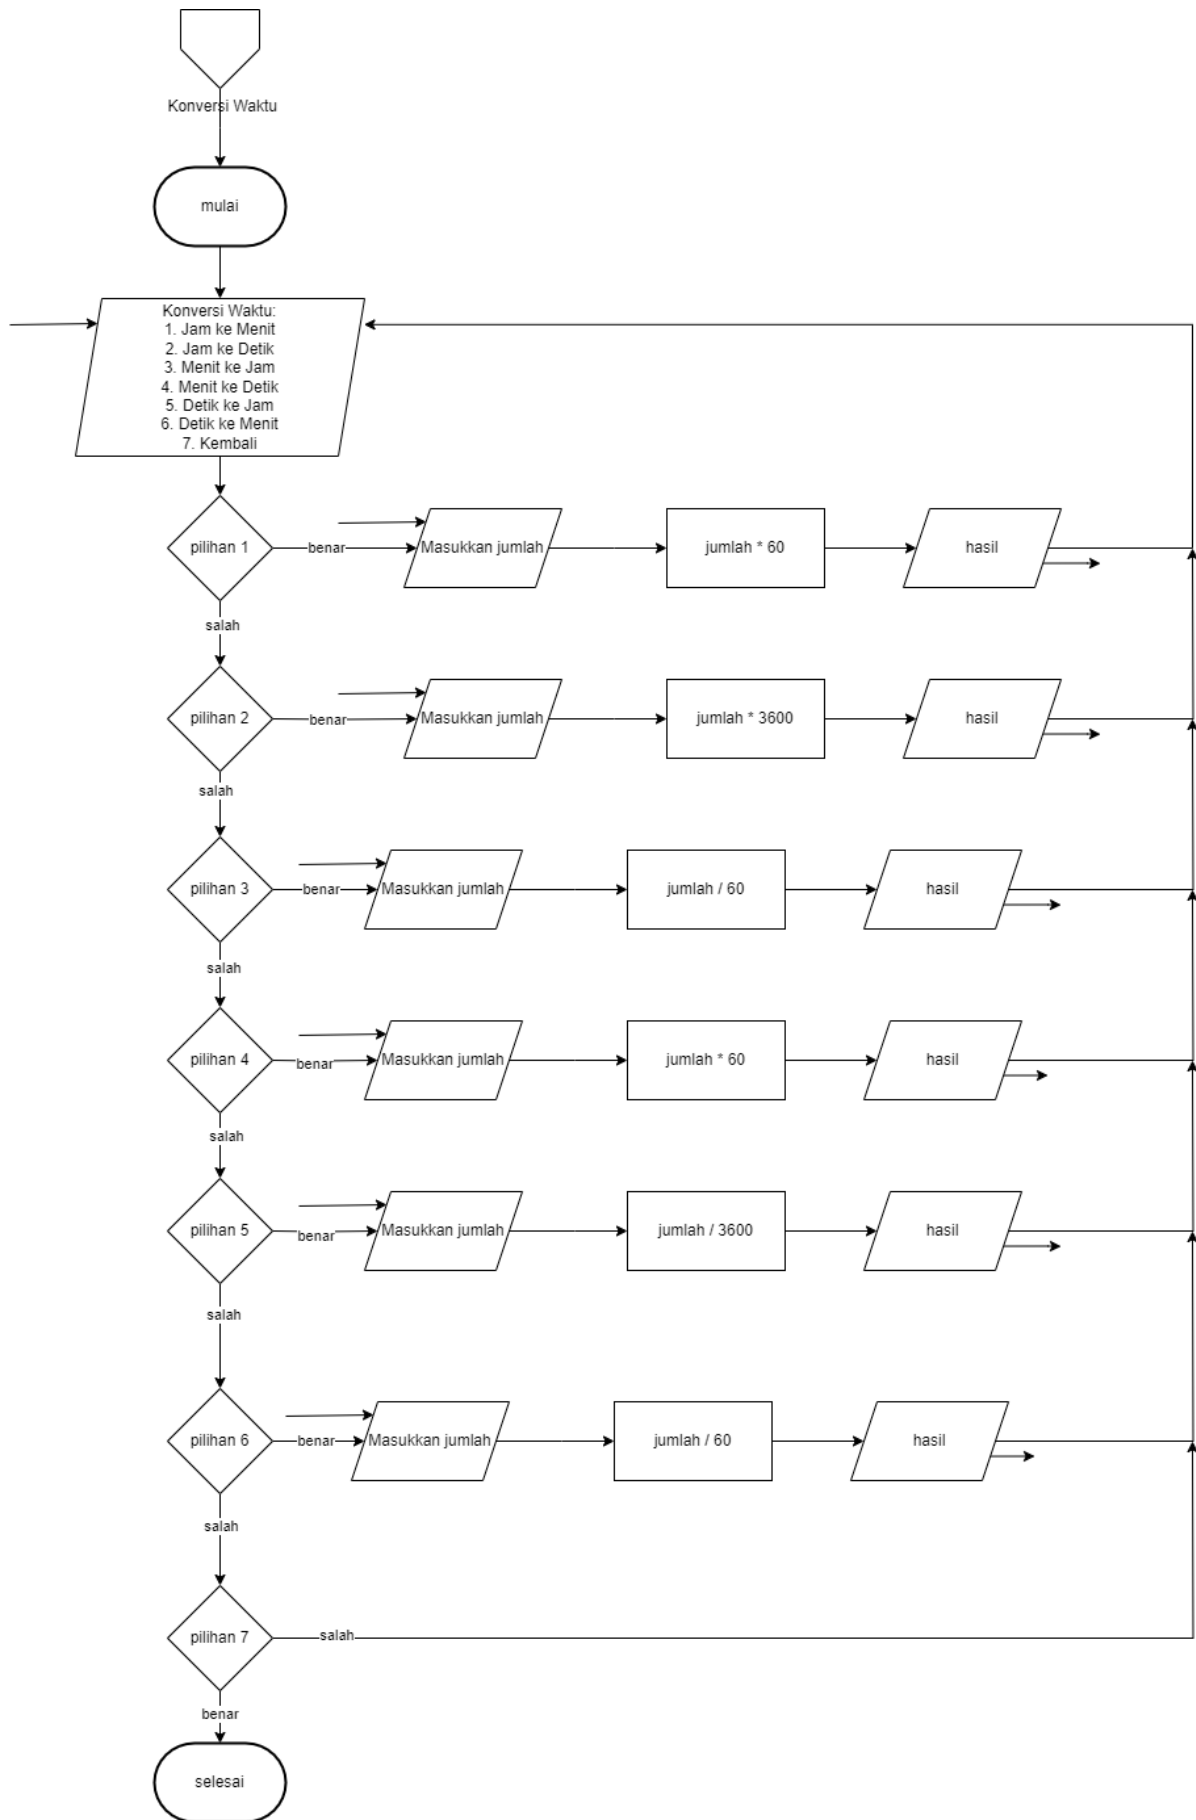 Konversi Waktu
mulai
Konversi Waktu:
1. Jam ke Menit
2. Jam ke Detik
3. Menit ke Jam
4. Menit ke Detik
5. Detik ke Jam
6. Detik ke Menit
7. Kembali
pilihan 1
benar
Masukkan jumlah
jumlah * 60
hasil
salah
pilihan 2
benar
Masukkan jumlah
jumlah * 3600
hasil
salah
pilihan 3
benar
Masukkan jumlah
jumlah / 60
hasil
salah
pilihan 4
benar
Masukkan jumlah
jumlah * 60
hasil
salah
pilihan 5
benar
Masukkan jumlah
jumlah / 3600
hasil
salah
pilihan 6
benar
Masukkan jumlah
jumlah / 60
hasil
salah
pilihan 7
salah
benar
selesai